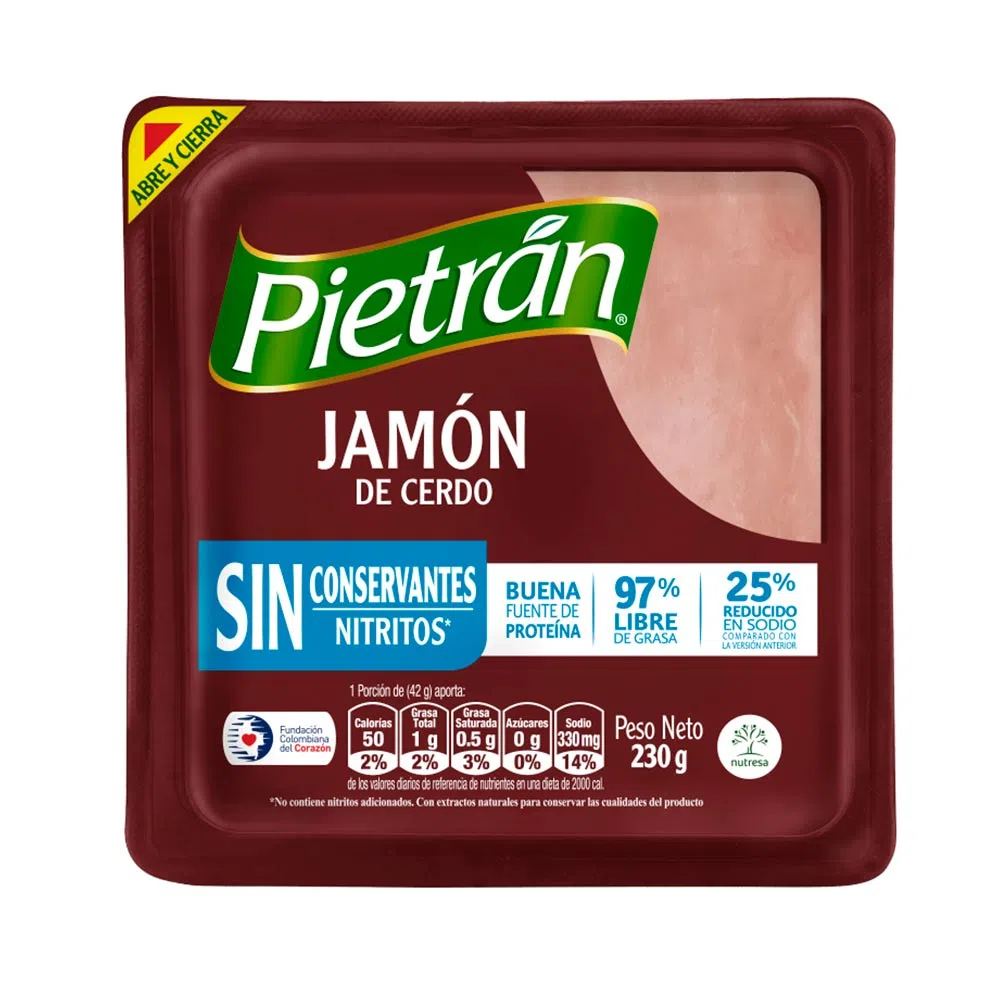 ABRE Y CIERRA
Pietrán®
JAMÓN
DE CERDO
SIN CONSERVANTES
NITRITOS*
BUENA
FUENTE DE
PROTEÍNA
97%
LIBRE
DE GRASA
25%
REDUCIDO
EN SODIO
COMPARADO CON
LA VERSIÓN ANTERIOR
1 Porción de (42 g) aporta:
Calorías
50
2%
Grasa
Total
1 g
2%
Grasa
Saturada
0.5 g
3%
Azúcares
0 g
0%
Sodio
330 mg
14%
de los valores diarios de referencia de nutrientes en una dieta de 2000 cal.
Fundación
Colombiana
del Corazón
Peso Neto
230 g
nutresa
*No contiene nitritos adicionados. Con extractos naturales para conservar las cualidades del producto